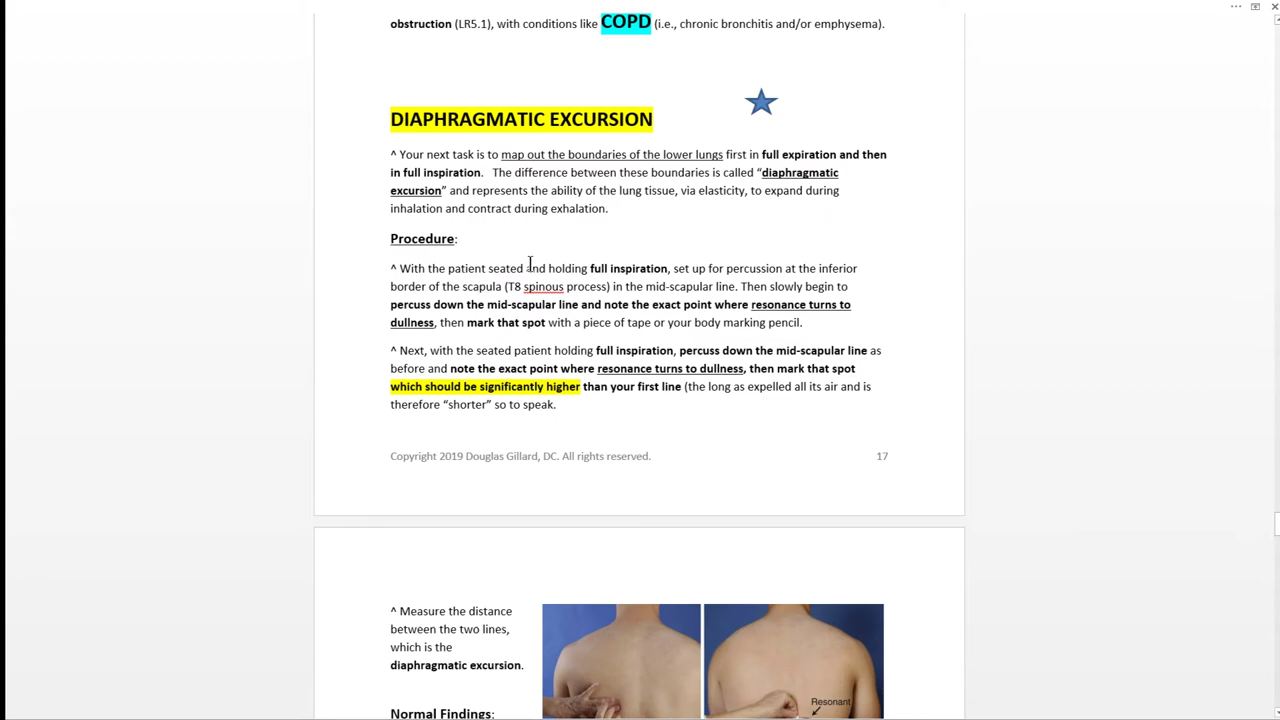 obstruction (LR5.1), with conditions like COPD (i.e., chronic bronchitis and/or emphysema).
DIAPHRAGMATIC EXCURSION
^ Your next task is to map out the boundaries of the lower lungs first in full expiration and then
in full inspiration. The difference between these boundaries is called “diaphragmatic
excursion” and represents the ability of the lung tissue, via elasticity, to expand during
inhalation and contract during exhalation.
Procedure:
^ With the patient seated and holding full inspiration, set up for percussion at the inferior
border of the scapula (T8 spinous process) in the mid-scapular line. Then slowly begin to
percuss down the mid-scapular line and note the exact point where resonance turns to
dullness, then mark that spot with a piece of tape or your body marking pencil.
^ Next, with the seated patient holding full inspiration, percuss down the mid-scapular line as
before and note the exact point where resonance turns to dullness, then mark that spot
which should be significantly higher than your first line (the long as expelled all its air and is
therefore “shorter” so to speak.
Copyright 2019 Douglas Gillard, DC. All rights reserved. 17
^ Measure the distance
between the two lines,
which is the
diaphragmatic excursion.
Resonant
Normal Findings: